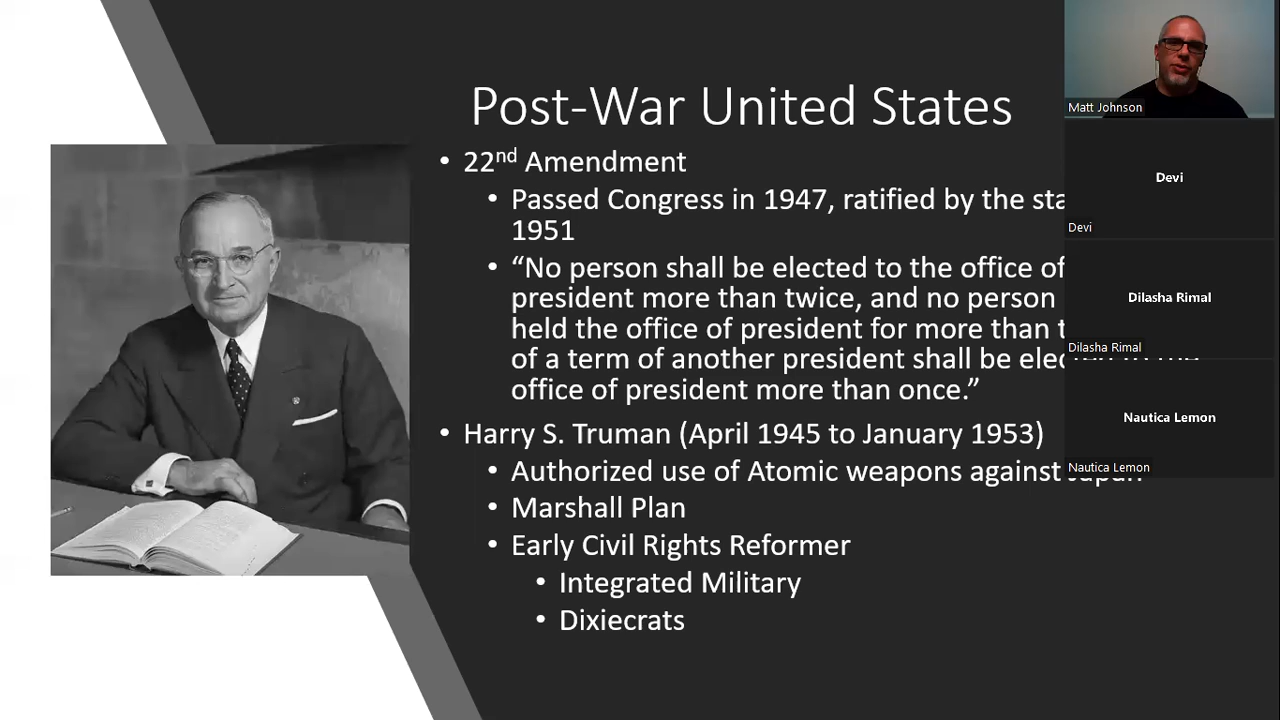 Post-War United States
• 22nd Amendment
• Passed Congress in 1947, ratified by the
1951
• “No person shall be elected to the office of
president more than twice, and no person
held the office of president for more than
of a term of another president shall be
office of president more than once.”
• Harry S. Truman (April 1945 to January 1953)
• Authorized use of Atomic weapons against Japan
• Marshall Plan
• Early Civil Rights Reformer
• Integrated Military
• Dixiecrats
Matt Johnson
Devi
Devi
Dilasha Rimal
Dilasha Rimal
Nautica Lemon
Nautica Lemon